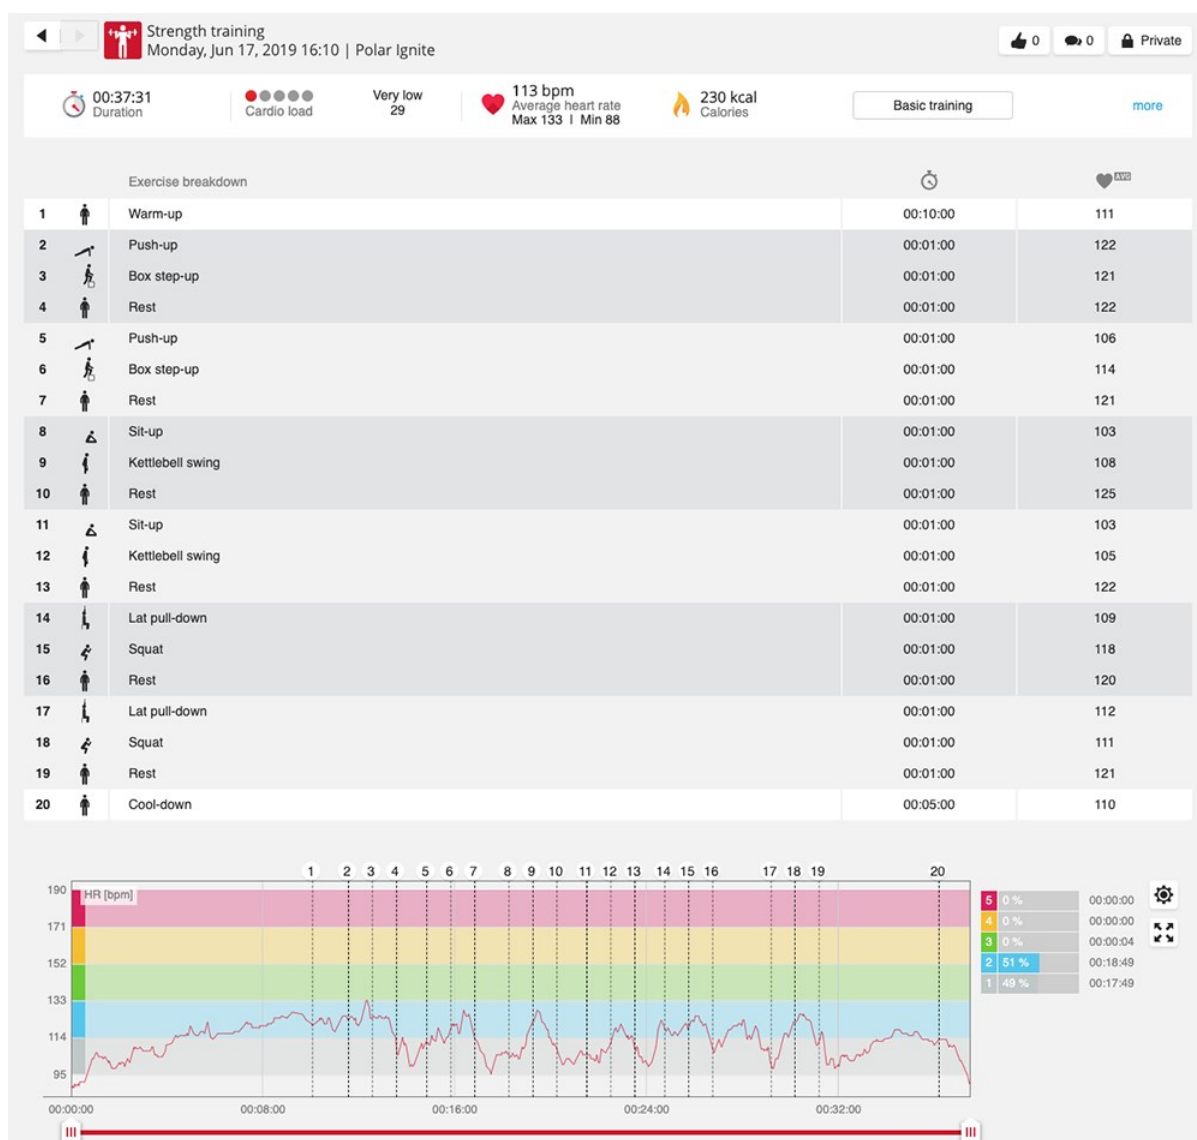 Strength training
Monday, Jun 17, 2019 16:10 | Polar Ignite
0 0 Private
00:37:31
Duration
Cardio load
Very low
29
113 bpm
Average heart rate
Max 133 | Min 88
230 kcal
Calories
Basic training
more
Exercise breakdown AVG
1 Warm-up 00:10:00 111
2 Push-up 00:01:00 122
3 Box step-up 00:01:00 121
4 Rest 00:01:00 122
5 Push-up 00:01:00 106
6 Box step-up 00:01:00 114
7 Rest 00:01:00 121
8 Sit-up 00:01:00 103
9 Kettlebell swing 00:01:00 108
10 Rest 00:01:00 125
11 Sit-up 00:01:00 103
12 Kettlebell swing 00:01:00 105
13 Rest 00:01:00 122
14 Lat pull-down 00:01:00 109
15 Squat 00:01:00 118
16 Rest 00:01:00 120
17 Lat pull-down 00:01:00 112
18 Squat 00:01:00 111
19 Rest 00:01:00 121
20 Cool-down 00:05:00 110
1 2 3 4 5 6 7 8 9 10 11 12 13 14 15 16 17 18 19 20
HR [bpm]
190
171
152
133
114
95
00:00:00 00:08:00 00:16:00 00:24:00 00:32:00
5 0 % 00:00:00
4 0 % 00:00:00
3 0 % 00:00:04
2 51 % 00:18:49
1 49 % 00:17:49